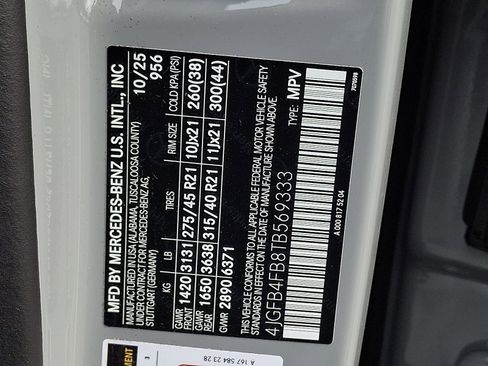 MFD BY MERCEDES-BENZ U.S. INTL., INC
MANUFACTURED IN USA (ALABAMA, TUSCALOOSA COUNTY) 10/25
UNDER CONTRACT FROM MERCEDES-BENZ AG, 956
STUTTGART (GERMANY)
KG LB TIRES RIM SIZE COLD KPA(PSI)
GAWR FRONT 1420 3131 275/45 R21 10Jx21 260(38)
GAWR REAR 1650 3638 315/40 R21 11Jx21 300(44)
GVWR 2890 6371
THIS VEHICLE CONFORMS TO ALL APPLICABLE FEDERAL MOTOR VEHICLE SAFETY
STANDARDS IN EFFECT ON THE DATE OF MANUFACTURE SHOWN ABOVE.
4JGFB4FB8TB569333 TYPE: MPV
A 000 817 52 04
A 167 584 23 28
3